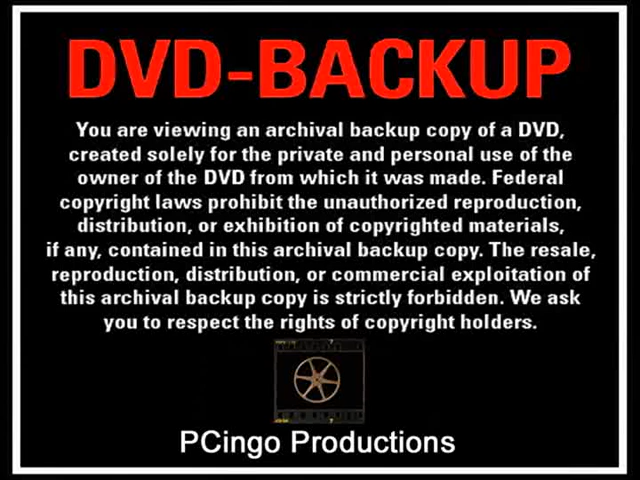 DVD-BACKUP
You are viewing an archival backup copy of a DVD,
created solely for the private and personal use of the
owner of the DVD from which it was made. Federal
copyright laws prohibit the unauthorized reproduction,
distribution, or exhibition of copyrighted materials,
if any, contained in this archival backup copy. The resale,
reproduction, distribution, or commercial exploitation of
this archival backup copy is strictly forbidden. We ask
you to respect the rights of copyright holders.
PCingo Productions